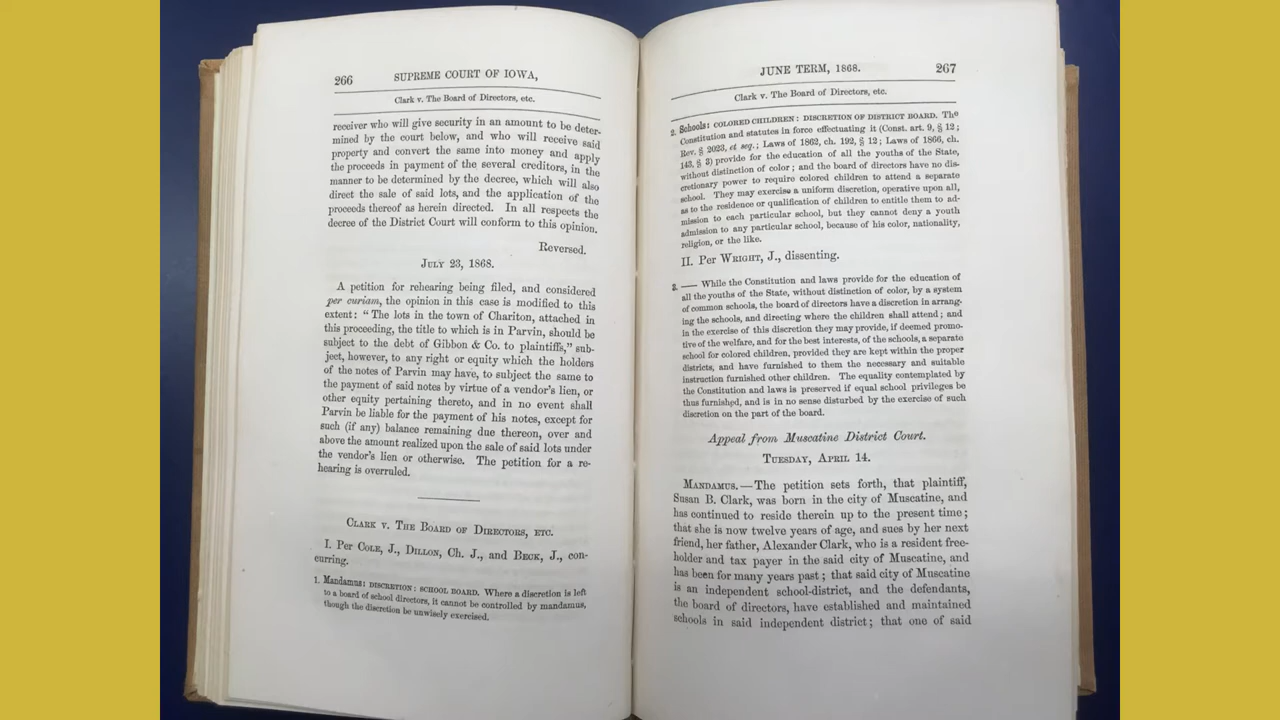 266 SUPREME COURT OF IOWA,
Clark v. The Board of Directors, etc.
receiver who will give security in an amount to be deter-
mined by the court below, and who will receive said
property and convert the same into money and apply
the proceeds in payment of the several creditors, in the
manner to be determined by the decree, which will also
direct the sale of said lots, and the application of the
proceeds thereof as herein directed. In all respects the
decree of the District Court will conform to this opinion.
Reversed.
JULY 23, 1868.
A petition for rehearing being filed, and considered
per curiam, the opinion in this case is modified to this
extent: "The lots in the town of Chariton, attached in
this proceeding, the title to which is in Parvin, should be
subject to the debt of Gibbon & Co. to plaintiffs," sub-
ject, however, to any right or equity which the holders
of the notes of Parvin may have, to subject the same to
the payment of said notes by virtue of a vendor's lien, or
other equity pertaining thereto, and in no event shall
Parvin be liable for the payment of his notes, except for
such (if any) balance remaining due thereon, over and
above the amount realized upon the sale of said lots under
the vendor's lien or otherwise. The petition for a re-
hearing is overruled.
CLARK v. THE BOARD OF DIRECTORS, ETC.
I. Per COLE, J., DILLON, Ch. J., and BECK, J., con-
curring.
1. Mandamus: DISCRETION: SCHOOL BOARD. Where a discretion is left
to a board of school directors, it cannot be controlled by mandamus,
though the discretion be unwisely exercised.
JUNE TERM, 1868. 267
Clark v. The Board of Directors, etc.
2. Schools: COLORED CHILDREN: DISCRETION OF DISTRICT BOARD. The
Constitution and statutes in force effectuating it (Const. art. 9, § 12;
Rev. § 2023, et seq.; Laws of 1862, ch. 192, § 12; Laws of 1866, ch.
143, § 3) provide for the education of all the youths of the State,
without distinction of color; and the board of directors have no dis-
cretionary power to require colored children to attend a separate
school. They may exercise a uniform discretion, operative upon all,
as to the residence or qualification of children to entitle them to ad-
mission to each particular school, but they cannot deny a youth
admission to any particular school, because of his color, nationality,
religion, or the like.
II. Per WRIGHT, J., dissenting.
3. —— While the Constitution and laws provide for the education of
all the youths of the State, without distinction of color, by a system
of common schools, the board of directors have a discretion in arrang-
ing the schools, and directing where the children shall attend; and
in the exercise of this discretion they may provide, if deemed promo-
tive of the welfare, and for the best interests, of the schools, a separate
school for colored children, provided they are kept within the proper
districts, and have furnished to them the necessary and suitable
instruction furnished other children. The equality contemplated by
the Constitution and laws is preserved if equal school privileges be
thus furnished, and is in no sense disturbed by the exercise of such
discretion on the part of the board.
Appeal from Muscatine District Court.
TUESDAY, APRIL 14.
MANDAMUS.—The petition sets forth, that plaintiff,
Susan B. Clark, was born in the city of Muscatine, and
has continued to reside therein up to the present time;
that she is now twelve years of age, and sues by her next
friend, her father, Alexander Clark, who is a resident free-
holder and tax payer in the said city of Muscatine, and
has been for many years past; that said city of Muscatine
is an independent school-district, and the defendants,
the board of directors, have established and maintained
schools in said independent district; that one of said